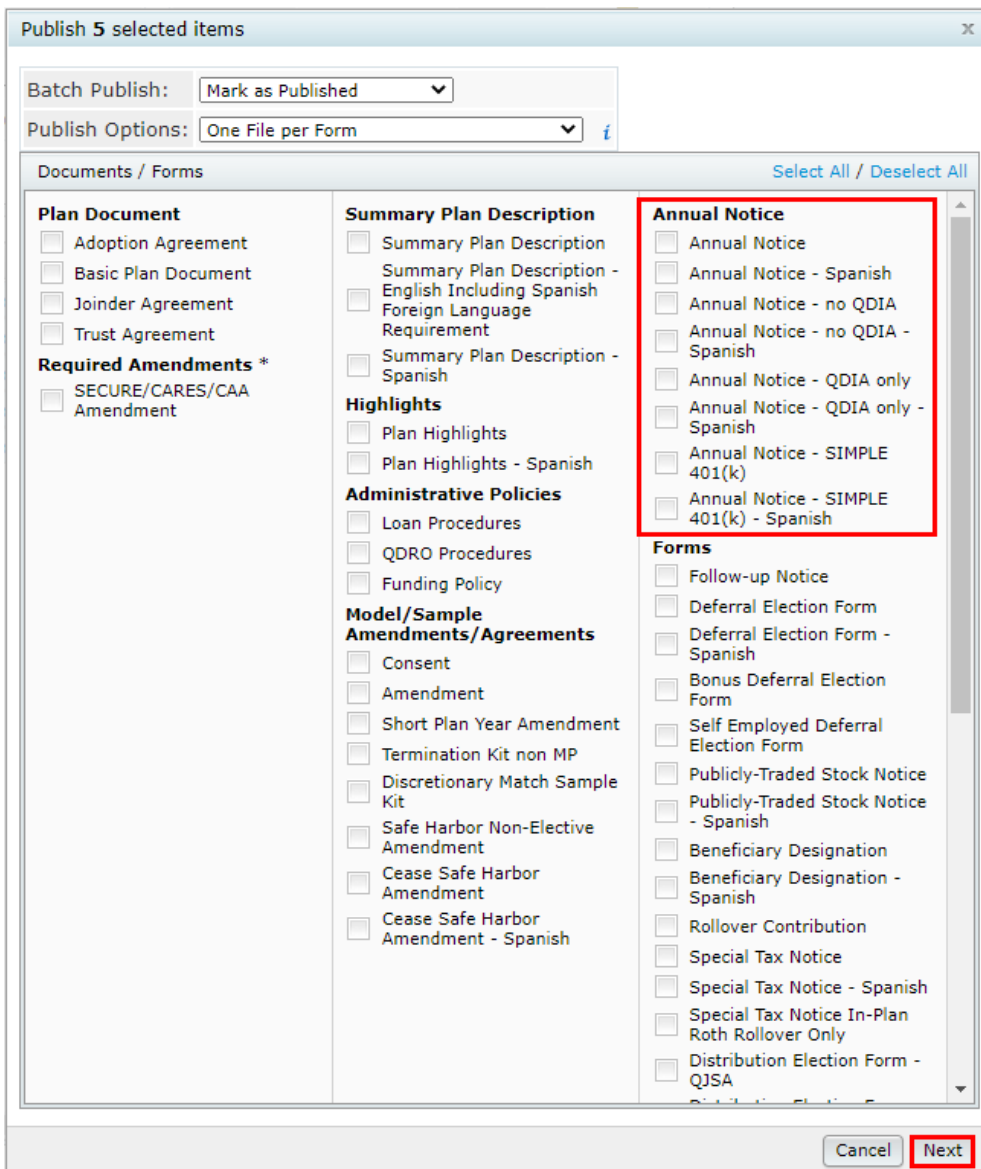 Publish 5 selected items
x
Batch Publish:
Mark as Published
Publish Options:
One File per Form
i
Documents / Forms
Select All / Deselect All
Plan Document
Adoption Agreement
Basic Plan Document
Joinder Agreement
Trust Agreement
Required Amendments *
SECURE/CARES/CAA
Amendment
Summary Plan Description
Summary Plan Description
Summary Plan Description -
English Including Spanish
Foreign Language
Requirement
Summary Plan Description -
Spanish
Highlights
Plan Highlights
Plan Highlights - Spanish
Administrative Policies
Loan Procedures
QDRO Procedures
Funding Policy
Model/Sample
Amendments/Agreements
Consent
Amendment
Short Plan Year Amendment
Termination Kit non MP
Discretionary Match Sample
Kit
Safe Harbor Non-Elective
Amendment
Cease Safe Harbor
Amendment
Cease Safe Harbor
Amendment - Spanish
Annual Notice
Annual Notice
Annual Notice - Spanish
Annual Notice - no QDIA
Annual Notice - no QDIA -
Spanish
Annual Notice - QDIA only
Annual Notice - QDIA only -
Spanish
Annual Notice - SIMPLE
401(k)
Annual Notice - SIMPLE
401(k) - Spanish
Forms
Follow-up Notice
Deferral Election Form
Deferral Election Form -
Spanish
Bonus Deferral Election
Form
Self Employed Deferral
Election Form
Publicly-Traded Stock Notice
Publicly-Traded Stock Notice
- Spanish
Beneficiary Designation
Beneficiary Designation -
Spanish
Rollover Contribution
Special Tax Notice
Special Tax Notice - Spanish
Special Tax Notice In-Plan
Roth Rollover Only
Distribution Election Form -
QJSA
Cancel
Next